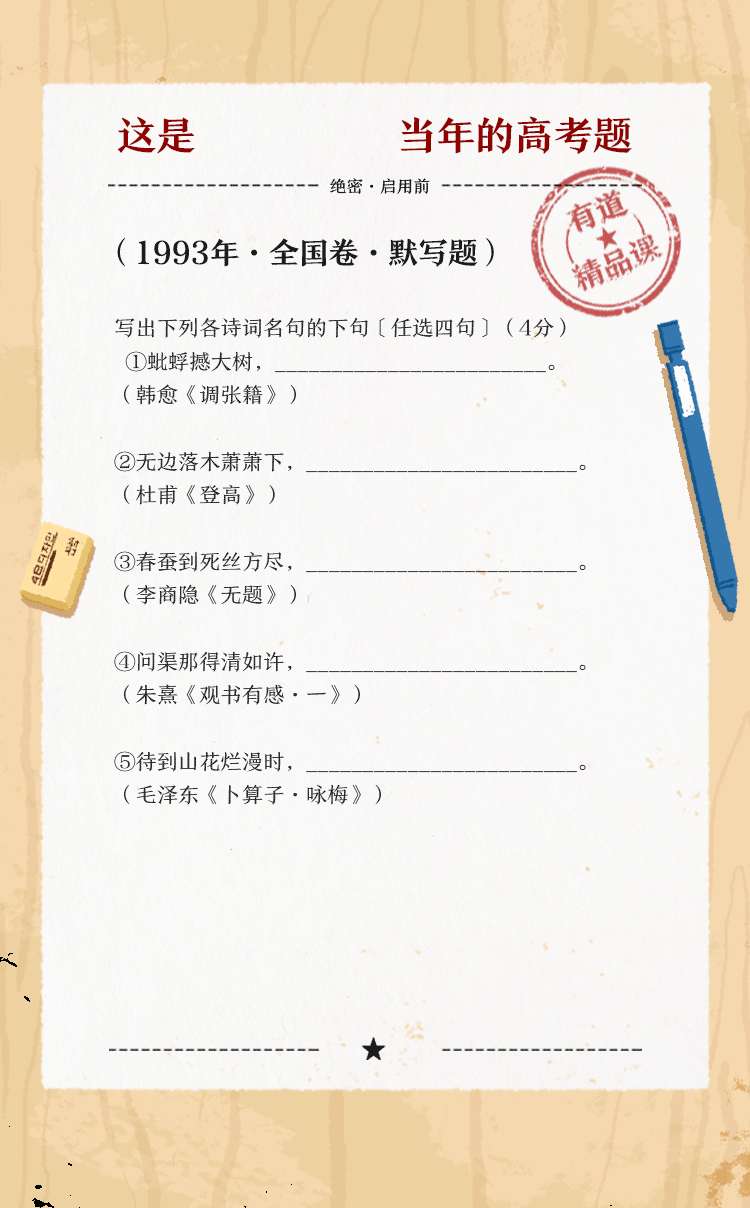 这是 当年的高考题
绝密·启用前
有道
精品课
（1993年·全国卷·默写题）
写出下列各诗词名句的下句〔任选四句〕（4分）
①蚍蜉撼大树，________________________。
（韩愈《调张籍》）
②无边落木萧萧下，________________________。
（杜甫《登高》）
③春蚕到死丝方尽，________________________。
（李商隐《无题》）
④问渠那得清如许，________________________。
（朱熹《观书有感·一》）
⑤待到山花烂漫时，________________________。
（毛泽东《卜算子·咏梅》）